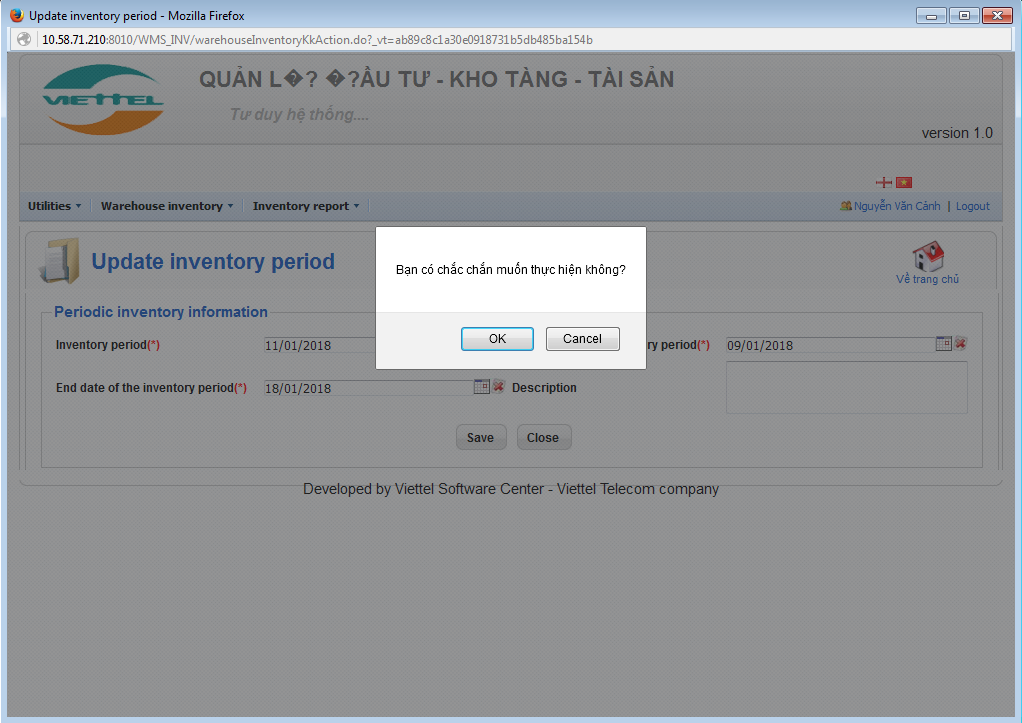 Update inventory period - Mozilla Firefox
10.58.71.210:8010/WMS_INV/warehouseInventoryKkAction.do?_vt=ab89c8c1a30e0918731b5db485ba154b
VIETTEL
QUẢN L�? �?ẦU TƯ - KHO TÀNG - TÀI SẢN
Tư duy hệ thống....
version 1.0
Utilities Warehouse inventory Inventory report Nguyễn Văn Cảnh | Logout
Update inventory period
Về trang chủ
Bạn có chắc chắn muốn thực hiện không?
OK Cancel
Periodic inventory information
Inventory period(*) 11/01/2018 ry period(*) 09/01/2018
End date of the inventory period(*) 18/01/2018 Description
Save Close
Developed by Viettel Software Center - Viettel Telecom company